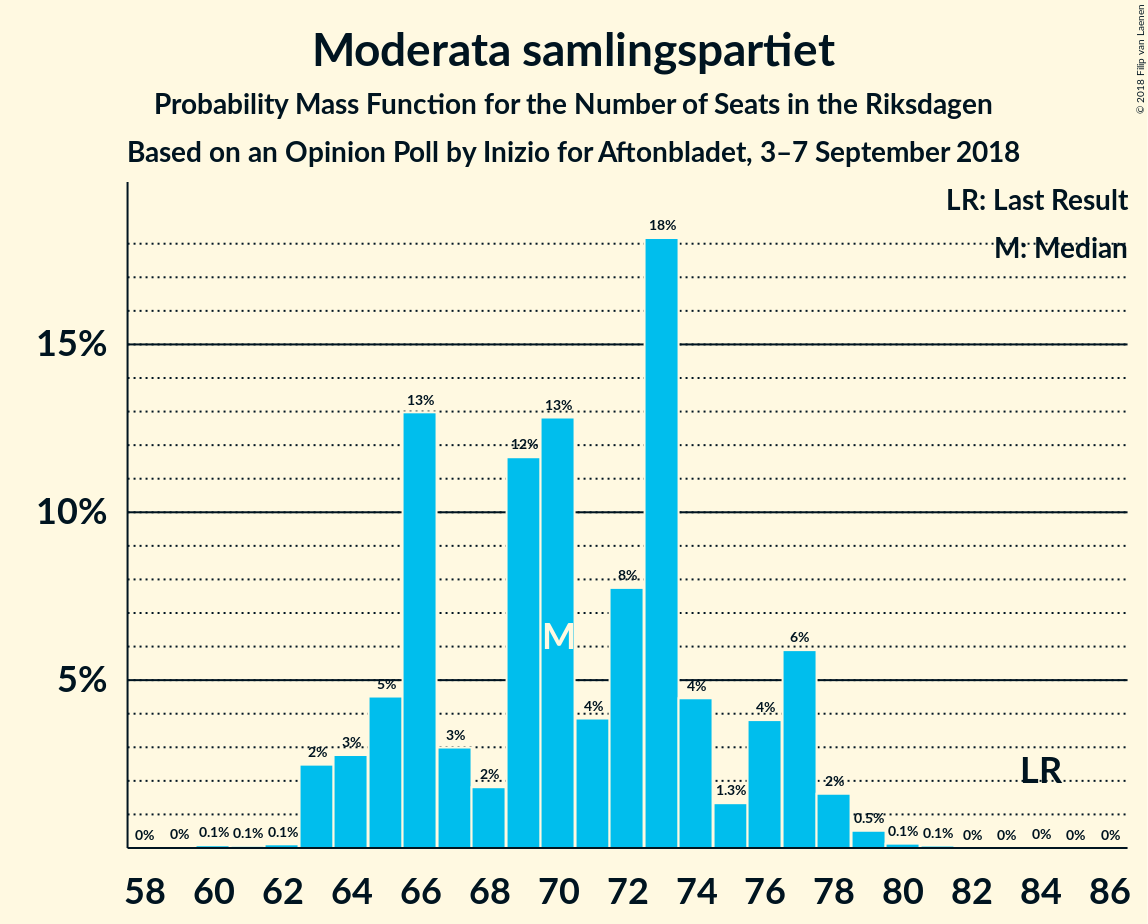 Moderata samlingspartiet
Probability Mass Function for the Number of Seats in the Riksdagen
Based on an Opinion Poll by Inizio for Aftonbladet, 3–7 September 2018
© 2018 Filip van Laenen
LR: Last Result
M: Median
15%
10%
5%
0% 0% 0.1% 0.1% 0.1% 2% 3% 5% 13% 3% 2% 12% 13% 4% 8% 18% 4% 1.3% 4% 6% 2% 0.5% 0.1% 0.1% 0% 0% 0% 0% 0%
M
LR
58 60 62 64 66 68 70 72 74 76 78 80 82 84 86